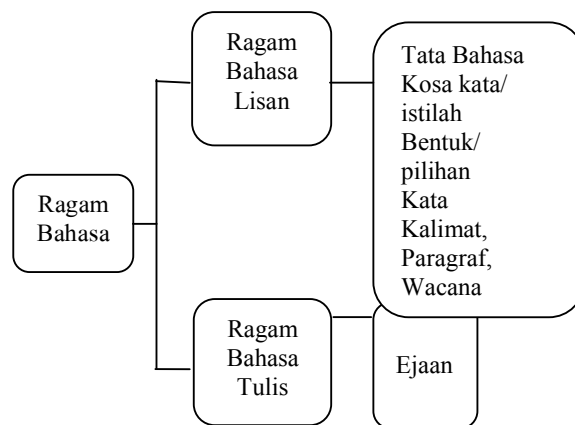 Ragam
Bahasa
Ragam
Bahasa
Lisan
Tata Bahasa
Kosa kata/
istilah
Bentuk/
pilihan
Kata
Kalimat,
Paragraf,
Wacana
Ragam
Bahasa
Tulis
Ejaan